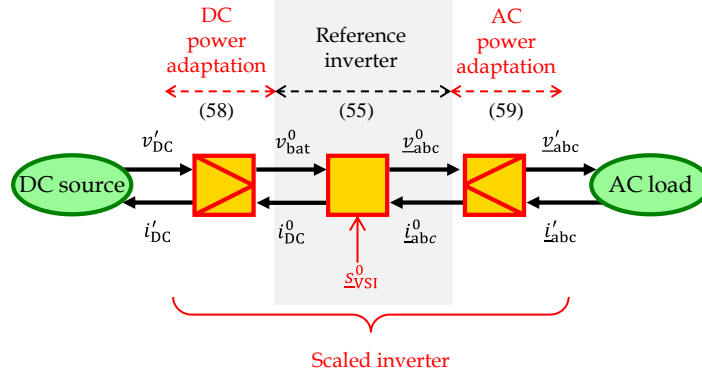 DC
power
adaptation
Reference
inverter
AC
power
adaptation
(58)
(55)
(59)
v′DC
v⁰bat
v⁰abc
v′abc
DC source
AC load
i′DC
i⁰DC
i⁰abc
i′abc
s⁰VSI
Scaled inverter